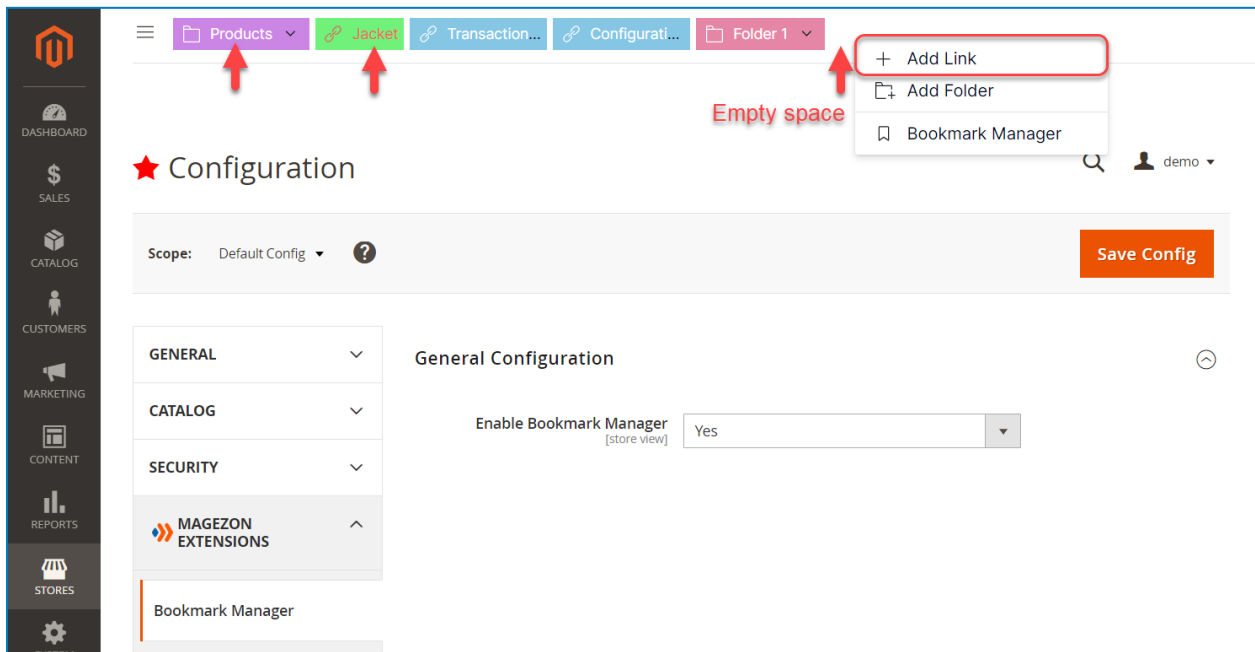 Products
Jacket
Transaction...
Configurati...
Folder 1
Add Link
Add Folder
Bookmark Manager
Empty space
DASHBOARD
SALES
CATALOG
CUSTOMERS
MARKETING
CONTENT
REPORTS
STORES
Configuration
demo
Scope: Default Config ?
Save Config
GENERAL
CATALOG
SECURITY
MAGEZON
EXTENSIONS
Bookmark Manager
General Configuration
Enable Bookmark Manager
[store view]
Yes